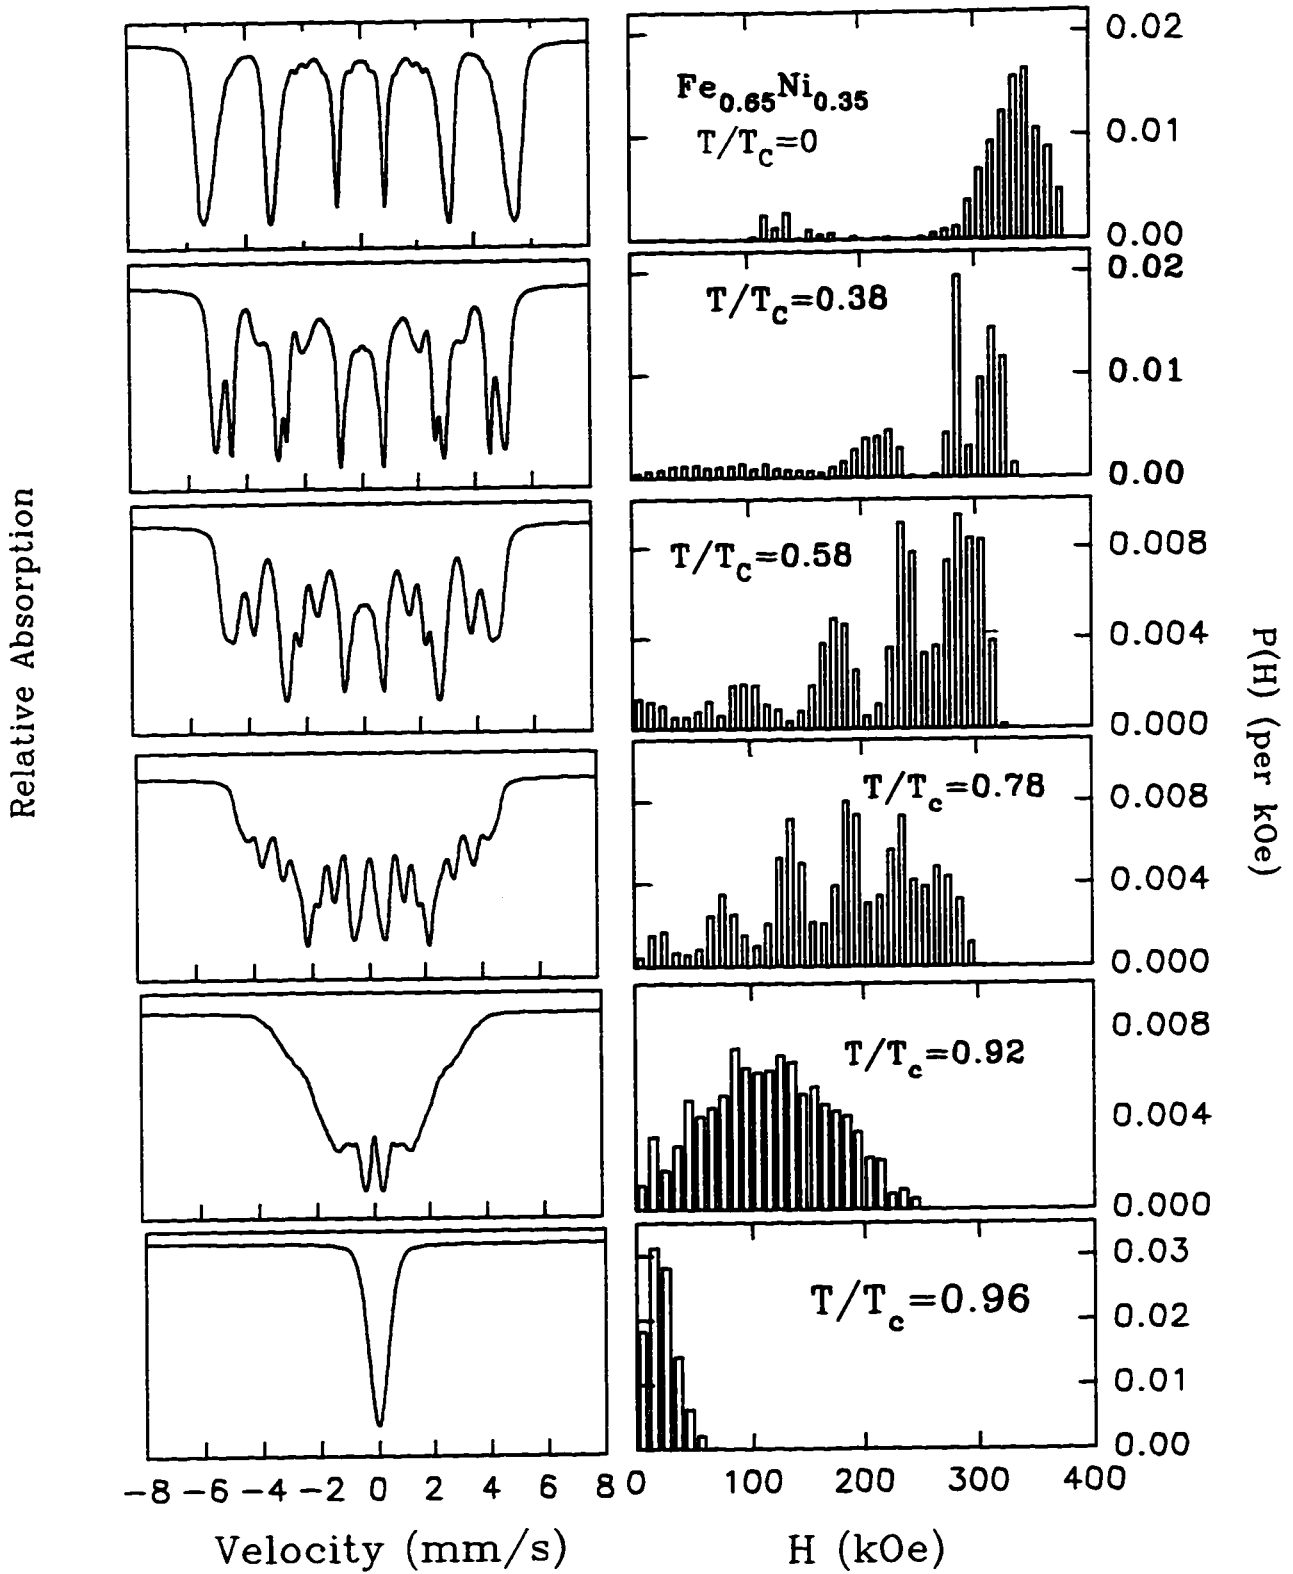 0.02
Fe0.65Ni0.35
T/TC=0
0.01
0.00
T/TC=0.38
0.02
0.01
0.00
T/TC=0.58
0.008
0.004
0.000
T/Tc=0.78
0.008
0.004
0.000
T/Tc=0.92
0.008
0.004
0.000
T/Tc=0.96
0.03
0.02
0.01
0.00
Relative Absorption
P(H) (per kOe)
-8 -6 -4 -2 0 2 4 6 8
0 100 200 300 400
Velocity (mm/s)
H (kOe)